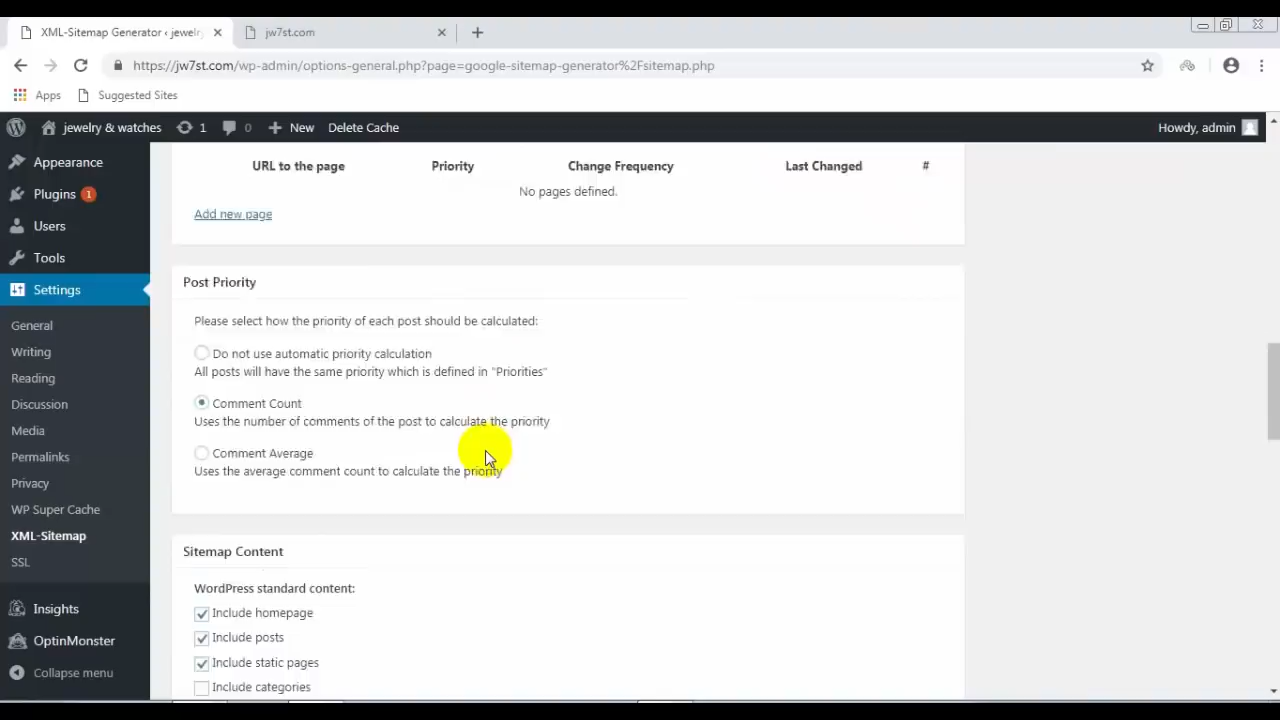 XML-Sitemap Generator ‹ jewelry
jw7st.com
https://jw7st.com/wp-admin/options-general.php?page=google-sitemap-generator%2Fsitemap.php
Apps
Suggested Sites
jewelry & watches
1
0
New
Delete Cache
Howdy, admin
Appearance
Plugins 1
Users
Tools
Settings
General
Writing
Reading
Discussion
Media
Permalinks
Privacy
WP Super Cache
XML-Sitemap
SSL
Insights
OptinMonster
Collapse menu
URL to the page Priority Change Frequency Last Changed #
No pages defined.
Add new page
Post Priority
Please select how the priority of each post should be calculated:
Do not use automatic priority calculation
All posts will have the same priority which is defined in "Priorities"
Comment Count
Uses the number of comments of the post to calculate the priority
Comment Average
Uses the average comment count to calculate the priority
Sitemap Content
WordPress standard content:
Include homepage
Include posts
Include static pages
Include categories